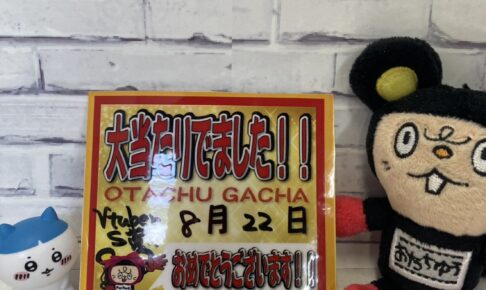 大当たりでました！！
OTACHU GACHA
Vtuber
8月22日
S賞
おめでとうございます！！
おたちゅう